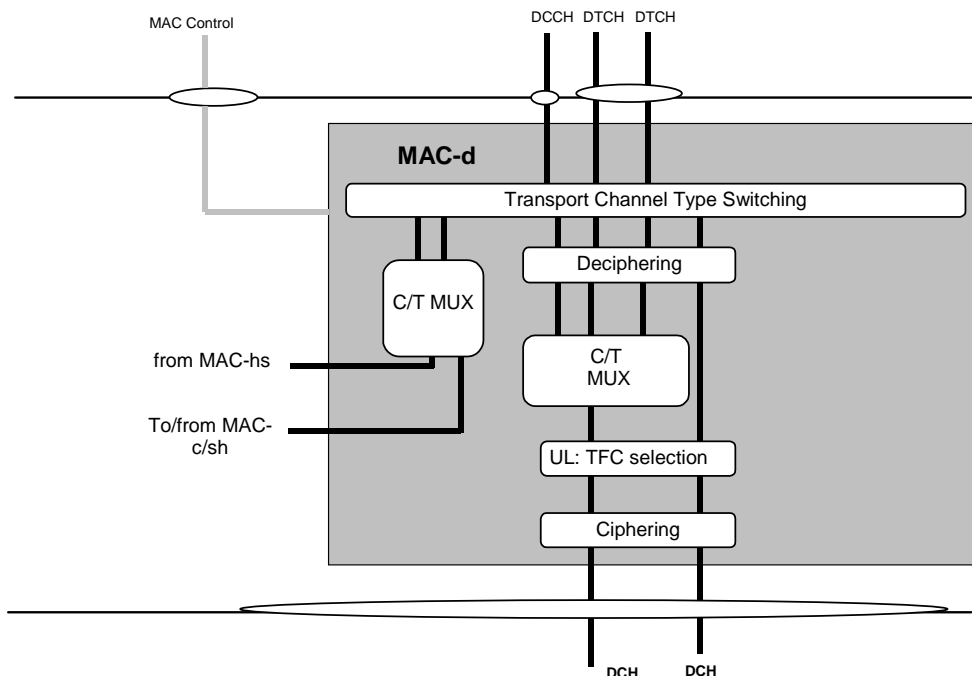 MAC Control
DCCH DTCH DTCH
MAC-d
Transport Channel Type Switching
Deciphering
C/T MUX
from MAC-hs
C/T
MUX
To/from MAC-
c/sh
UL: TFC selection
Ciphering
DCH DCH